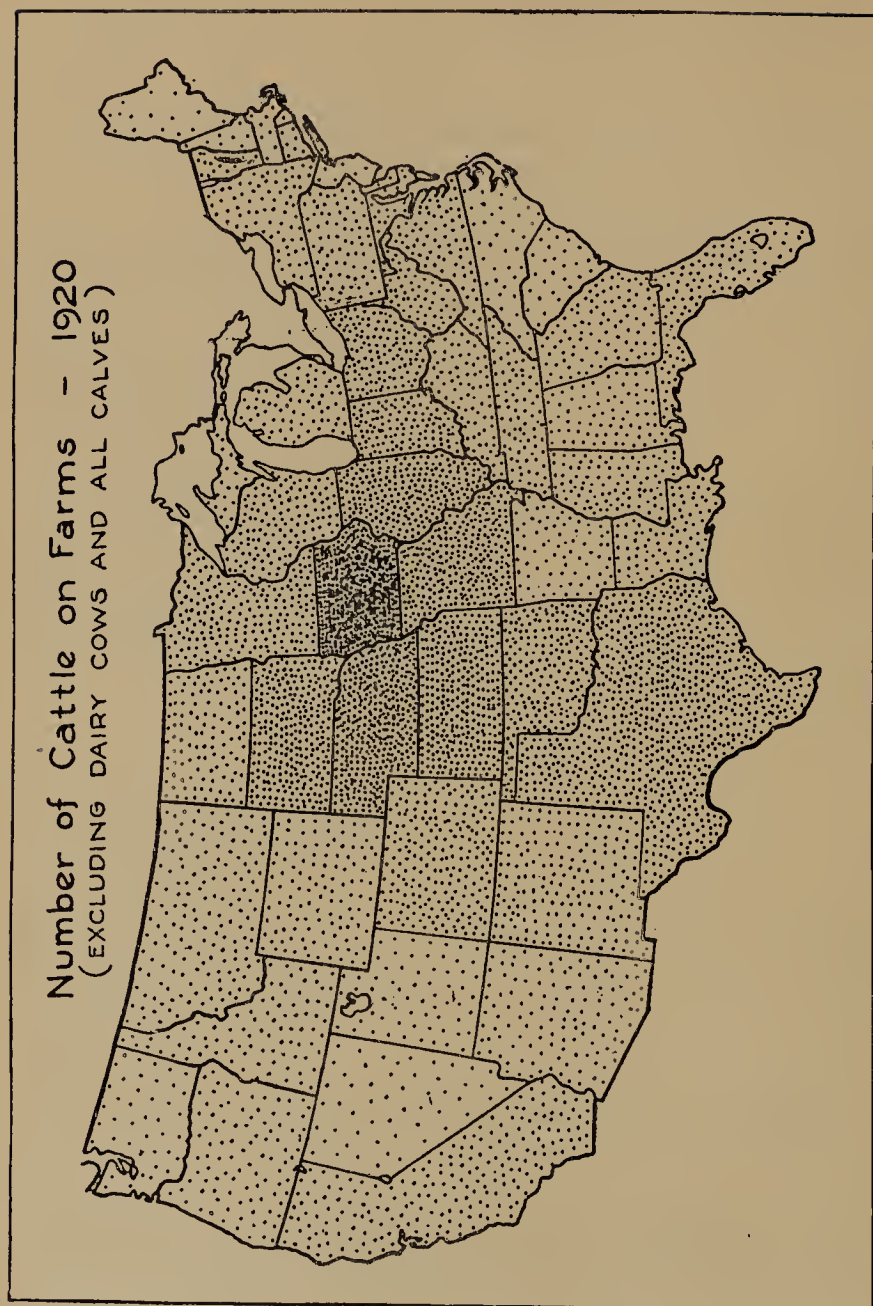 Number of Cattle on Farms – 1920
(EXCLUDING DAIRY COWS AND ALL CALVES)